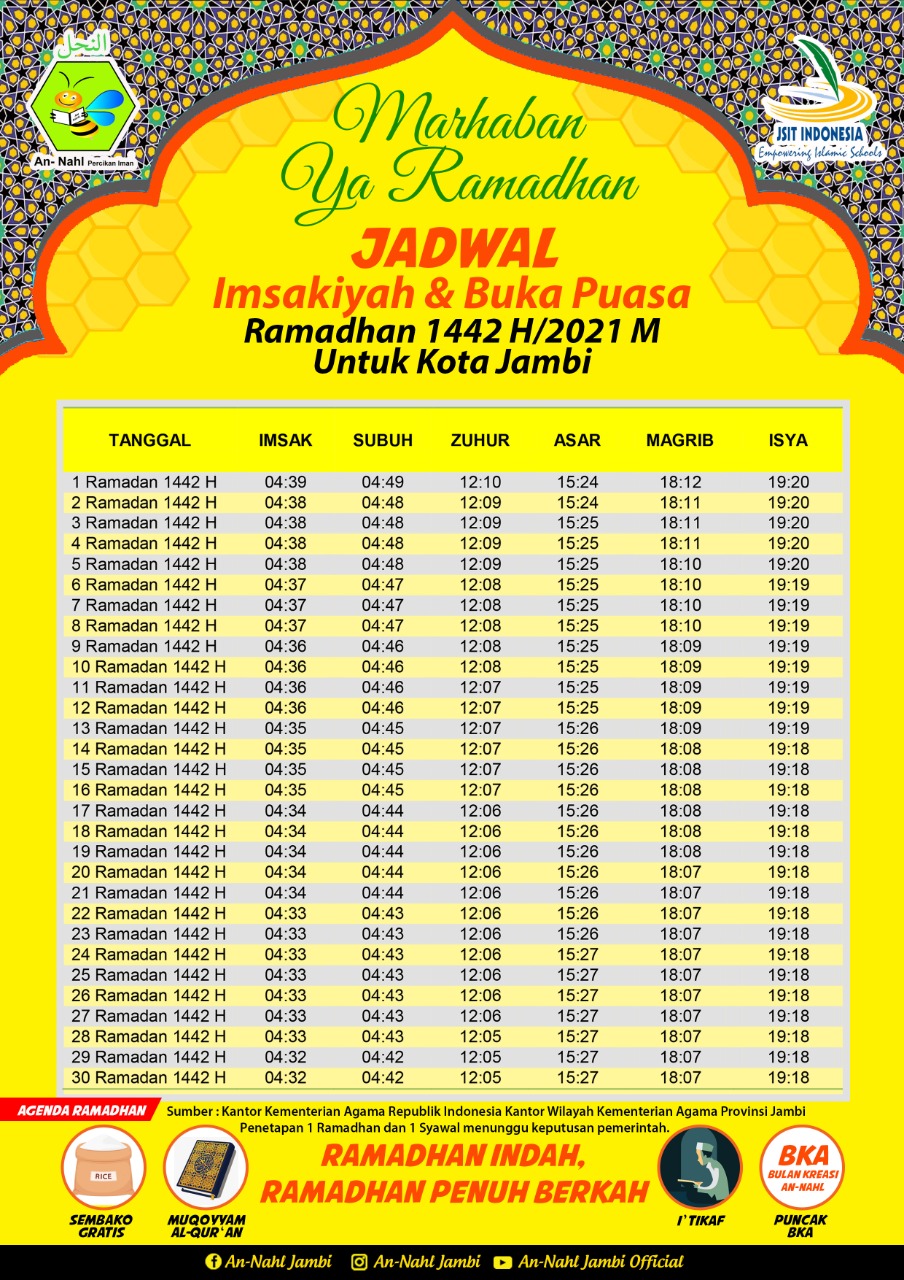 النحل
An- Nahl Percikan Iman
JSIT INDONESIA
Empowering Islamic Schools
Marhaban
Ya Ramadhan
JADWAL
Imsakiyah & Buka Puasa
Ramadhan 1442 H/2021 M
Untuk Kota Jambi
TANGGAL IMSAK SUBUH ZUHUR ASAR MAGRIB ISYA
1 Ramadan 1442 H 04:39 04:49 12:10 15:24 18:12 19:20
2 Ramadan 1442 H 04:38 04:48 12:09 15:24 18:11 19:20
3 Ramadan 1442 H 04:38 04:48 12:09 15:25 18:11 19:20
4 Ramadan 1442 H 04:38 04:48 12:09 15:25 18:11 19:20
5 Ramadan 1442 H 04:38 04:48 12:09 15:25 18:10 19:20
6 Ramadan 1442 H 04:37 04:47 12:08 15:25 18:10 19:19
7 Ramadan 1442 H 04:37 04:47 12:08 15:25 18:10 19:19
8 Ramadan 1442 H 04:37 04:47 12:08 15:25 18:10 19:19
9 Ramadan 1442 H 04:36 04:46 12:08 15:25 18:09 19:19
10 Ramadan 1442 H 04:36 04:46 12:08 15:25 18:09 19:19
11 Ramadan 1442 H 04:36 04:46 12:07 15:25 18:09 19:19
12 Ramadan 1442 H 04:36 04:46 12:07 15:25 18:09 19:19
13 Ramadan 1442 H 04:35 04:45 12:07 15:26 18:09 19:19
14 Ramadan 1442 H 04:35 04:45 12:07 15:26 18:08 19:18
15 Ramadan 1442 H 04:35 04:45 12:07 15:26 18:08 19:18
16 Ramadan 1442 H 04:35 04:45 12:07 15:26 18:08 19:18
17 Ramadan 1442 H 04:34 04:44 12:06 15:26 18:08 19:18
18 Ramadan 1442 H 04:34 04:44 12:06 15:26 18:08 19:18
19 Ramadan 1442 H 04:34 04:44 12:06 15:26 18:08 19:18
20 Ramadan 1442 H 04:34 04:44 12:06 15:26 18:07 19:18
21 Ramadan 1442 H 04:34 04:44 12:06 15:26 18:07 19:18
22 Ramadan 1442 H 04:33 04:43 12:06 15:26 18:07 19:18
23 Ramadan 1442 H 04:33 04:43 12:06 15:26 18:07 19:18
24 Ramadan 1442 H 04:33 04:43 12:06 15:27 18:07 19:18
25 Ramadan 1442 H 04:33 04:43 12:06 15:27 18:07 19:18
26 Ramadan 1442 H 04:33 04:43 12:06 15:27 18:07 19:18
27 Ramadan 1442 H 04:33 04:43 12:06 15:27 18:07 19:18
28 Ramadan 1442 H 04:33 04:43 12:05 15:27 18:07 19:18
29 Ramadan 1442 H 04:32 04:42 12:05 15:27 18:07 19:18
30 Ramadan 1442 H 04:32 04:42 12:05 15:27 18:07 19:18
AGENDA RAMADHAN
Sumber : Kantor Kementerian Agama Republik Indonesia Kantor Wilayah Kementerian Agama Provinsi Jambi
Penetapan 1 Ramadhan dan 1 Syawal menunggu keputusan pemerintah.
RICE
SEMBAKO
GRATIS
MUQOYYAM
AL-QUR‘AN
RAMADHAN INDAH,
RAMADHAN PENUH BERKAH
I`TIKAF
BKA
BULAN KREASI
AN-NAHL
PUNCAK
BKA
An-Nahl Jambi An-Nahl Jambi An-Nahl Jambi Official